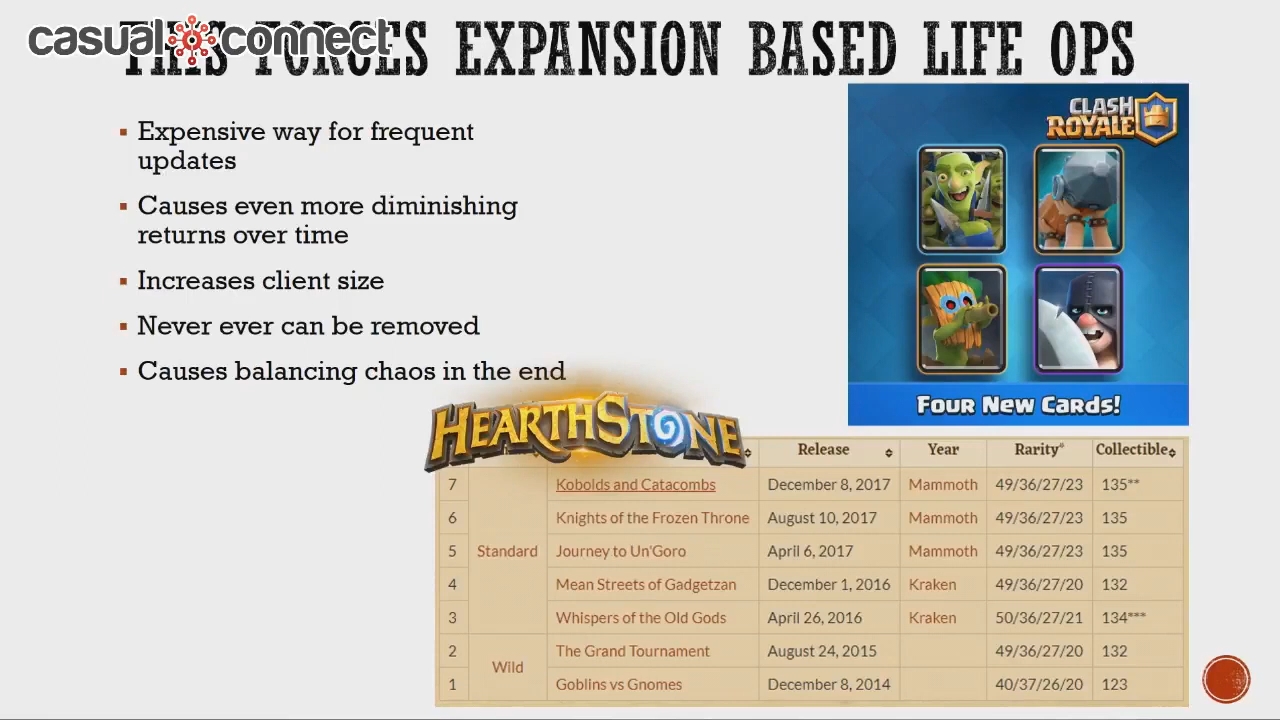 casual connect
THIS FORCES EXPANSION BASED LIFE OPS
▪ Expensive way for frequent
updates
▪ Causes even more diminishing
returns over time
▪ Increases client size
▪ Never ever can be removed
▪ Causes balancing chaos in the end
CLASH
ROYALE
Four New Cards!
HEARTHSTONE
Release Year Rarity* Collectible
7 Kobolds and Catacombs December 8, 2017 Mammoth 49/36/27/23 135**
6 Knights of the Frozen Throne August 10, 2017 Mammoth 49/36/27/23 135
5 Standard Journey to Un'Goro April 6, 2017 Mammoth 49/36/27/23 135
4 Mean Streets of Gadgetzan December 1, 2016 Kraken 49/36/27/20 132
3 Whispers of the Old Gods April 26, 2016 Kraken 50/36/27/21 134***
2 Wild The Grand Tournament August 24, 2015 49/36/27/20 132
1 Goblins vs Gnomes December 8, 2014 40/37/26/20 123